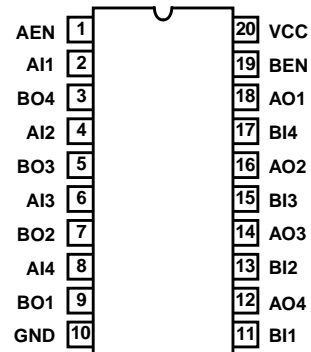 AEN 1 20 VCC
AI1 2 19 BEN
BO4 3 18 AO1
AI2 4 17 BI4
BO3 5 16 AO2
AI3 6 15 BI3
BO2 7 14 AO3
AI4 8 13 BI2
BO1 9 12 AO4
GND 10 11 BI1